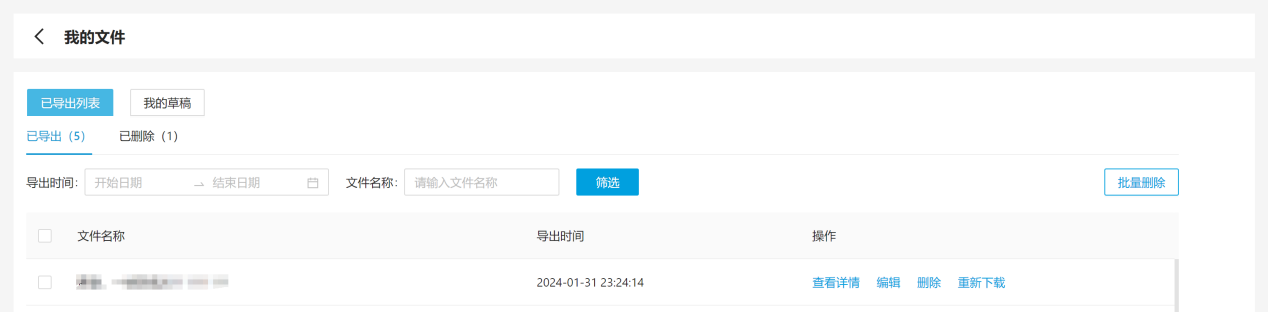 我的文件
已导出列表 我的草稿
已导出（5） 已删除（1）
导出时间: 开始日期 → 结束日期 文件名称: 请输入文件名称 筛选 批量删除
文件名称 导出时间 操作
2024-01-31 23:24:14 查看详情 编辑 删除 重新下载